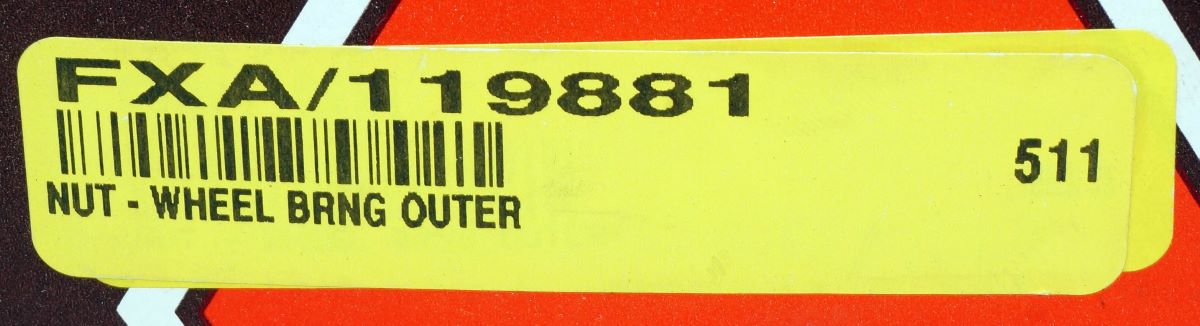 FXA/119881
511
NUT - WHEEL BRNG OUTER